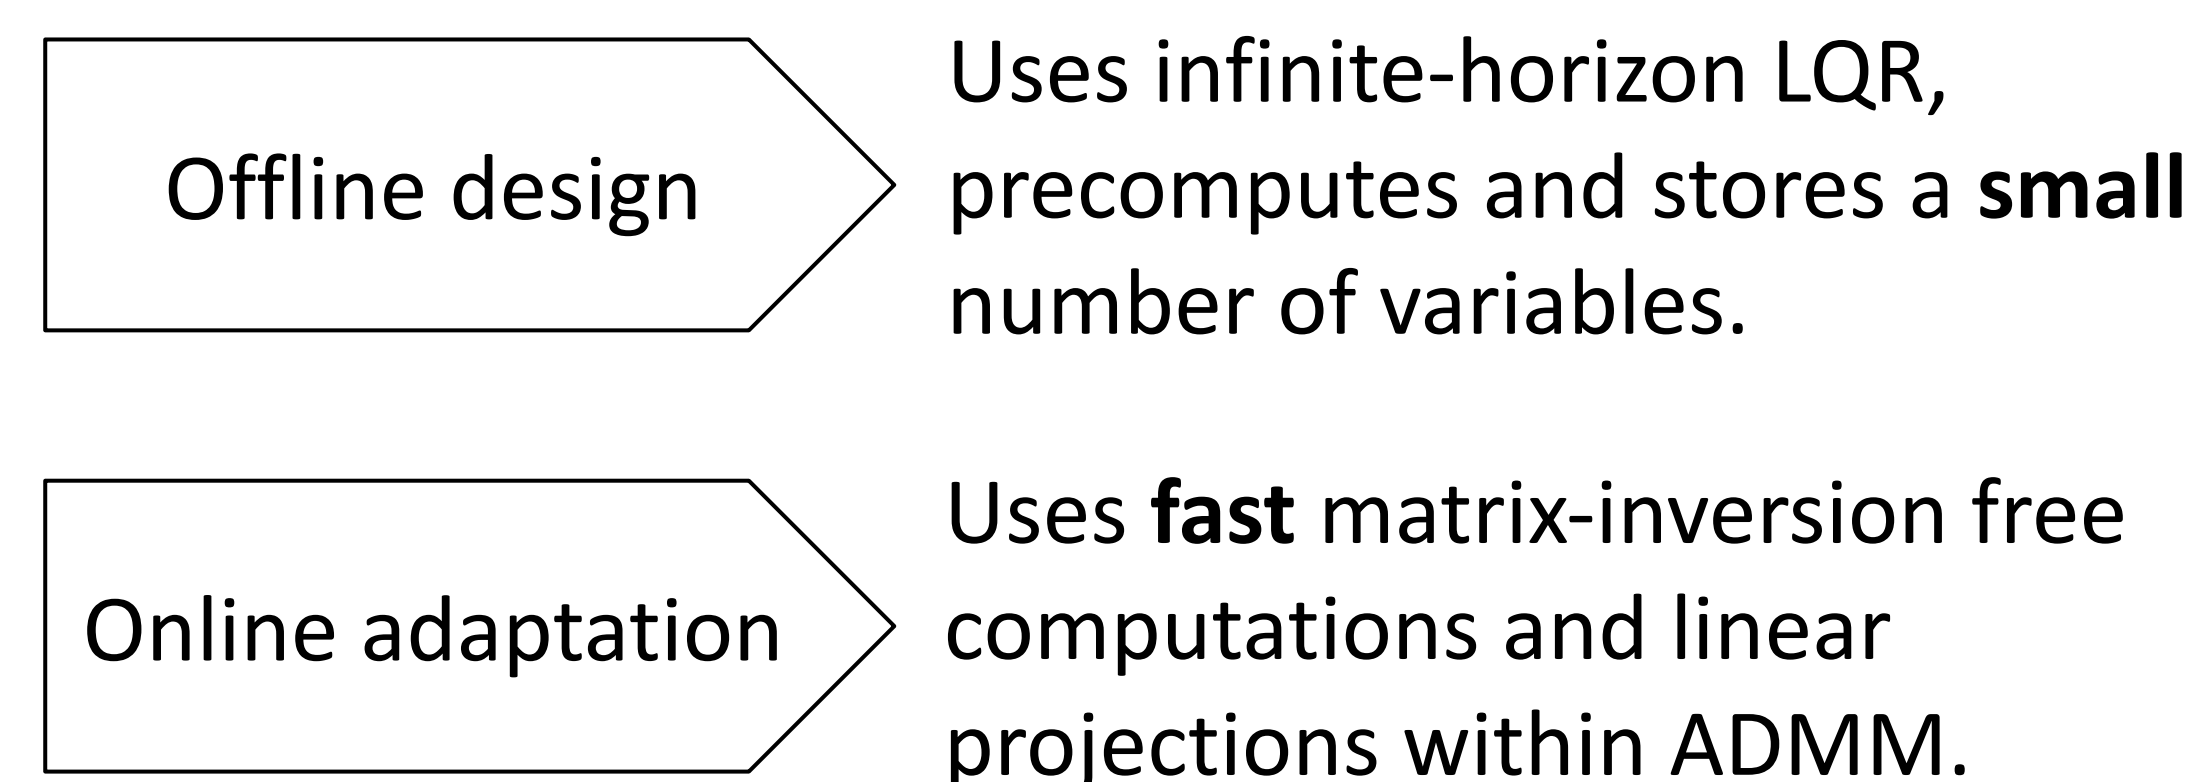 Offline design
Uses infinite-horizon LQR,
precomputes and stores a small
number of variables.
Online adaptation
Uses fast matrix-inversion free
computations and linear
projections within ADMM.